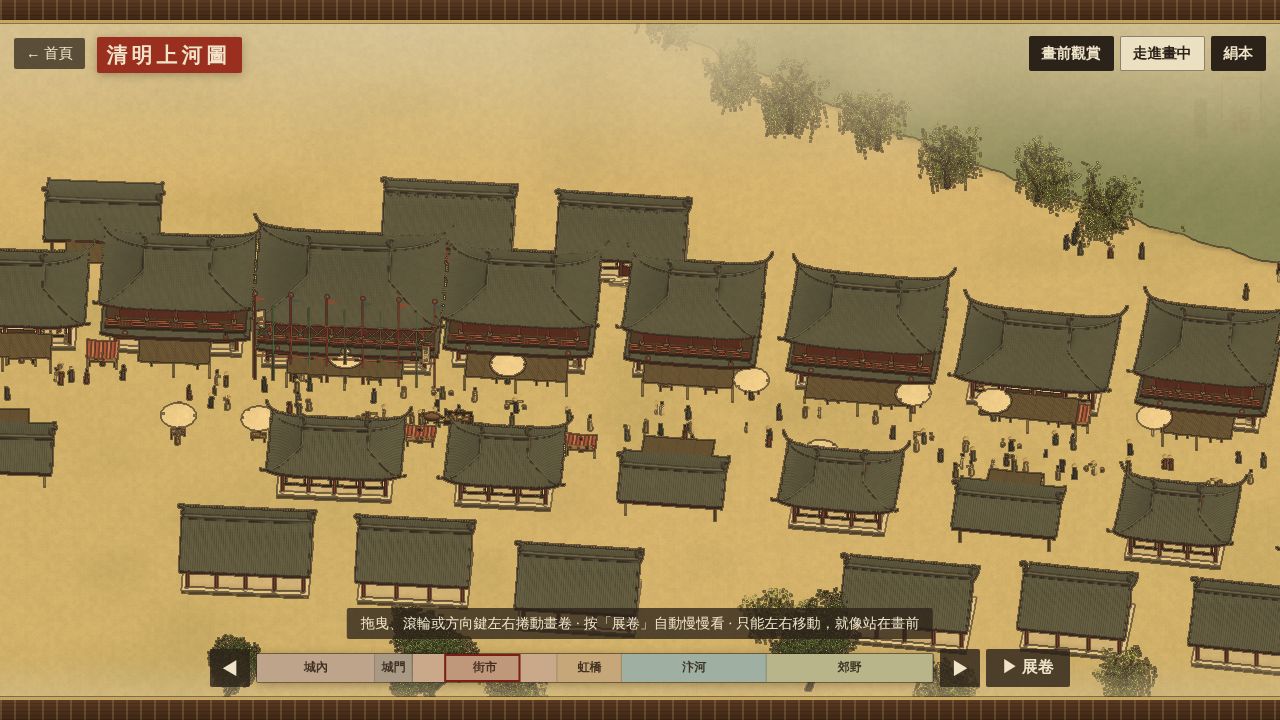 ← 首頁
清明上河圖
畫前觀賞
走進畫中
絹本
拖曳、滾輪或方向鍵左右捲動畫卷 · 按「展卷」自動慢慢看 · 只能左右移動，就像站在畫前
◀
城內
城門
街市
虹橋
汴河
郊野
▶
▶ 展卷